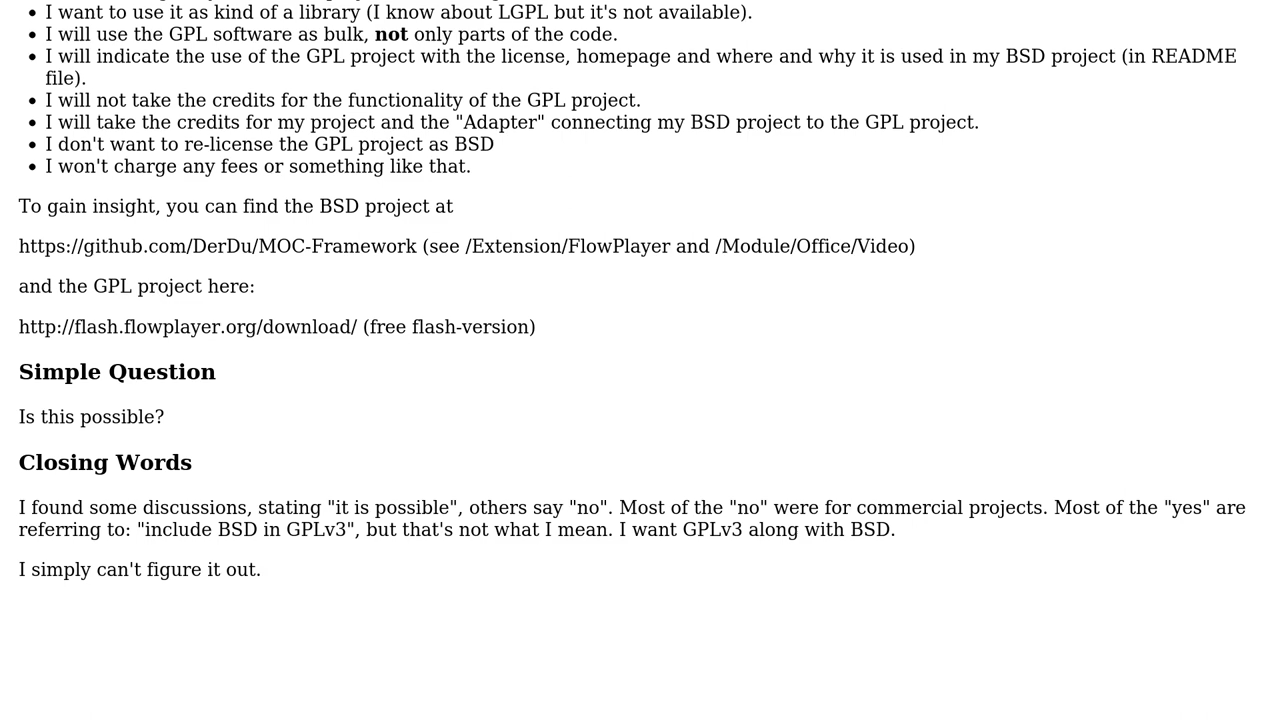 I want to use it as kind of a library (I know about LGPL but it's not available).
I will use the GPL software as bulk, not only parts of the code.
I will indicate the use of the GPL project with the license, homepage and where and why it is used in my BSD project (in README
file).
I will not take the credits for the functionality of the GPL project.
I will take the credits for my project and the "Adapter" connecting my BSD project to the GPL project.
I don't want to re-license the GPL project as BSD
I won't charge any fees or something like that.
To gain insight, you can find the BSD project at
https://github.com/DerDu/MOC-Framework (see /Extension/FlowPlayer and /Module/Office/Video)
and the GPL project here:
http://flash.flowplayer.org/download/ (free flash-version)
Simple Question
Is this possible?
Closing Words
I found some discussions, stating "it is possible", others say "no". Most of the "no" were for commercial projects. Most of the "yes" are
referring to: "include BSD in GPLv3", but that's not what I mean. I want GPLv3 along with BSD.
I simply can't figure it out.